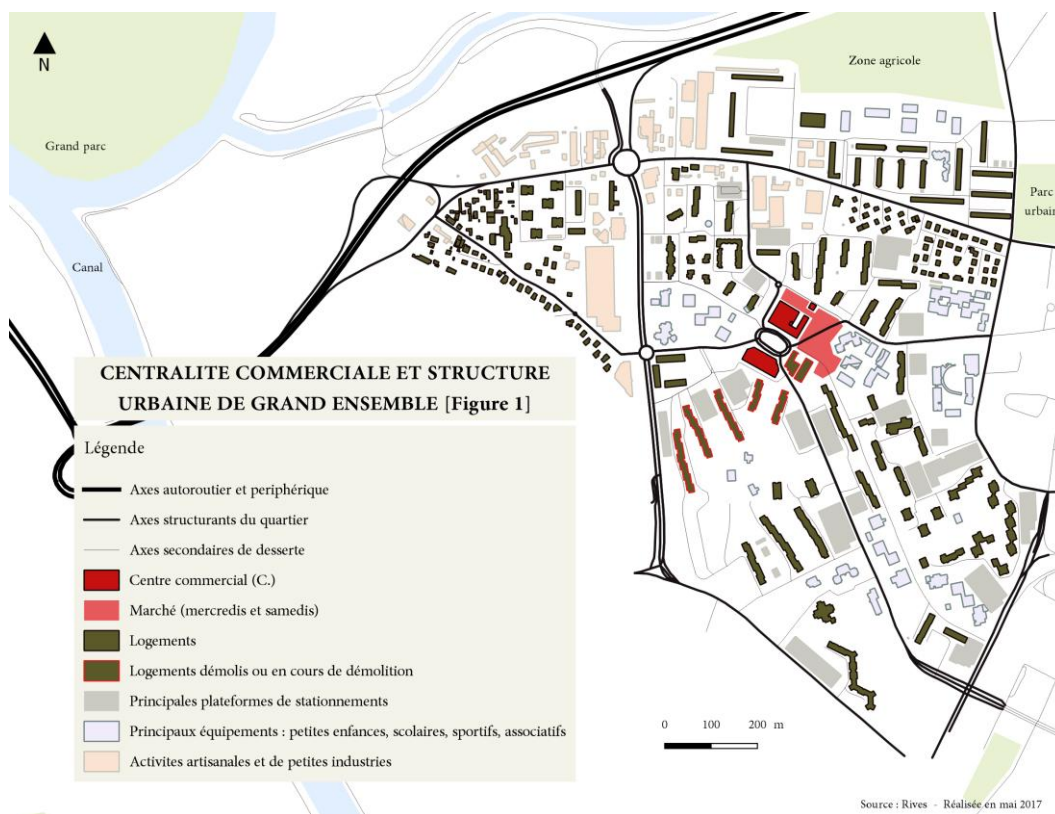 N
Zone agricole
Grand parc
Parc
urbain
Canal
CENTRALITE COMMERCIALE ET STRUCTURE
URBAINE DE GRAND ENSEMBLE [Figure 1]
Légende
Axes autoroutier et periphérique
Axes structurants du quartier
Axes secondaires de desserte
Centre commercial (C.)
Marché (mercredis et samedis)
Logements
Logements démolis ou en cours de démolition
Principales plateformes de stationnements
Principaux équipements : petites enfances, scolaires, sportifs, associatifs
Activites artisanales et de petites industries
0 100 200 m
Source : Rives - Réalisée en mai 2017